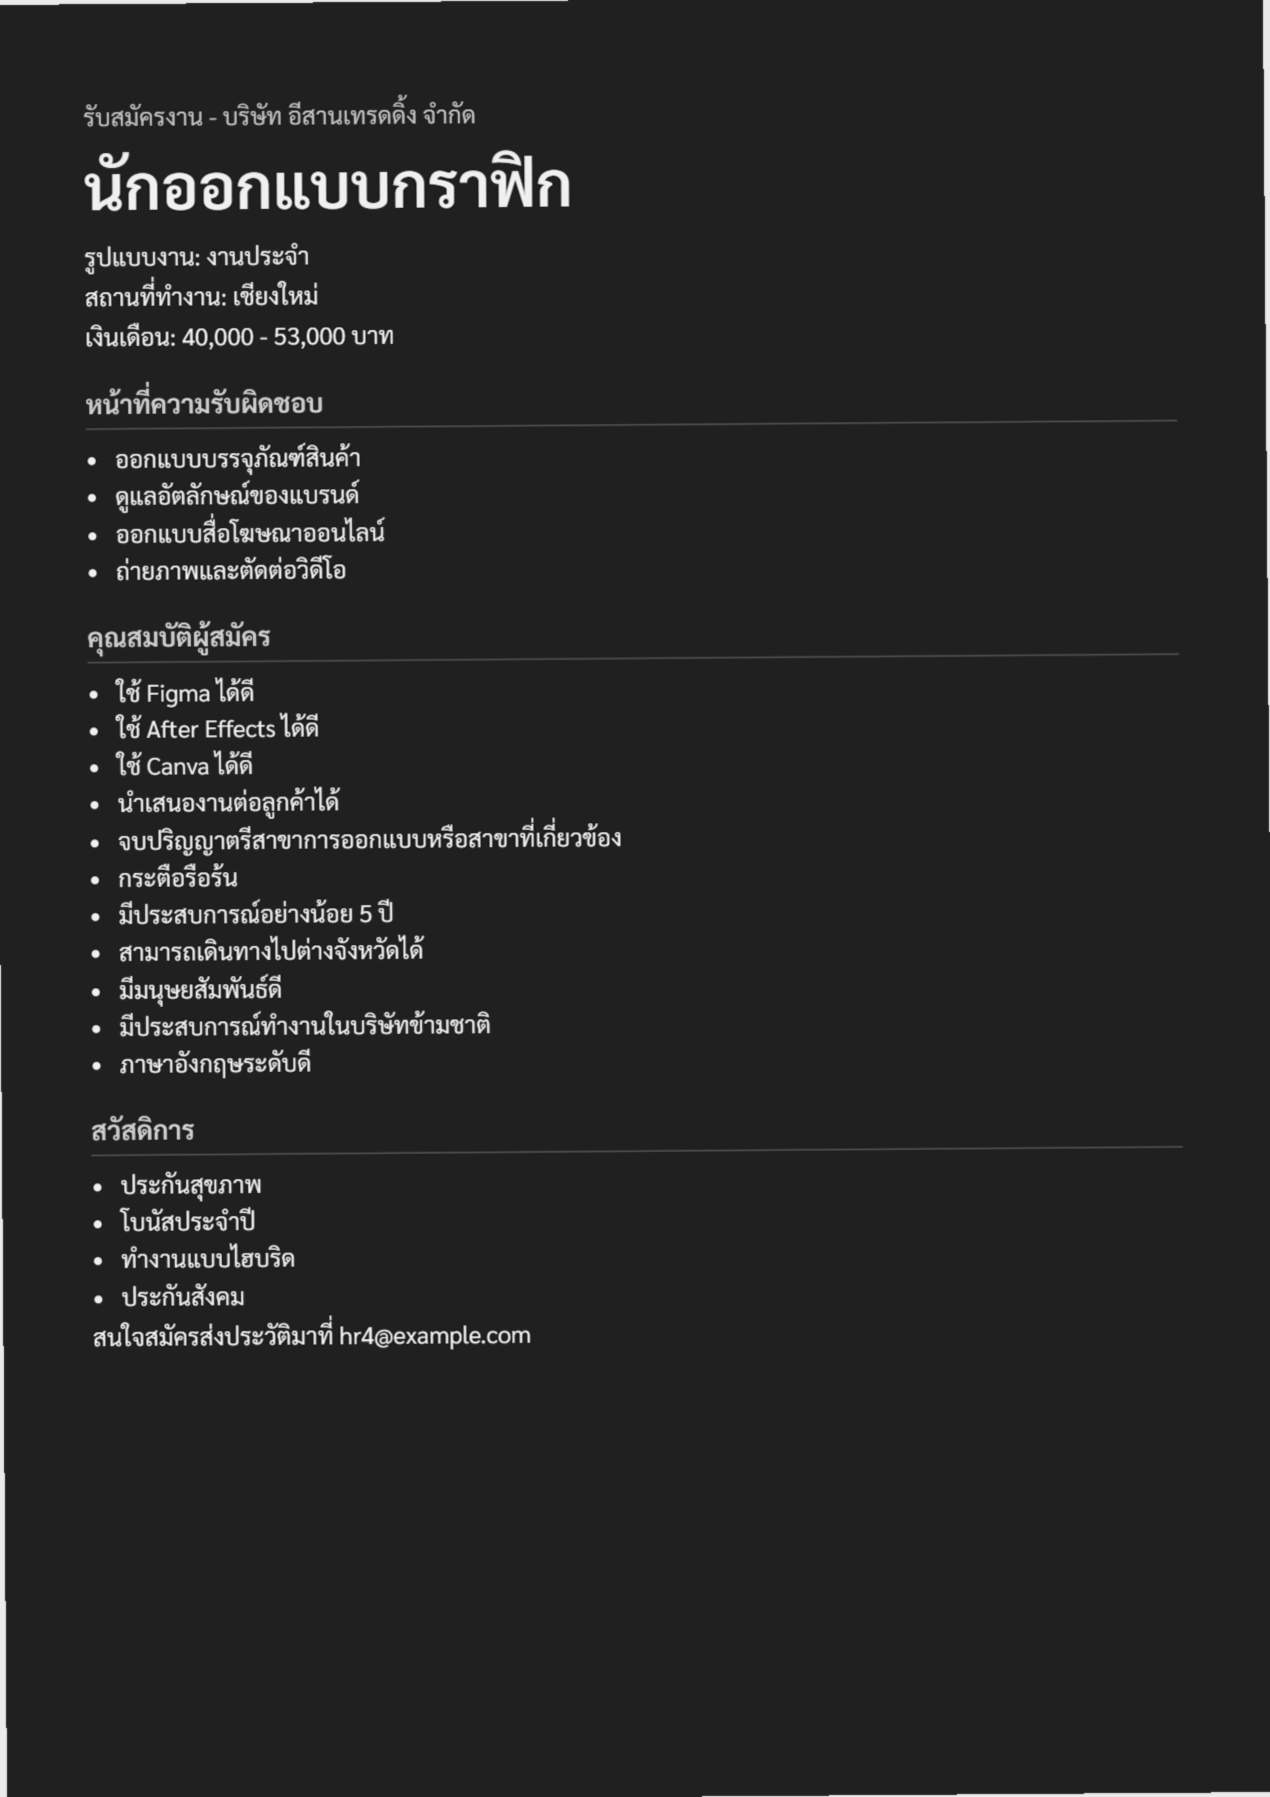 รับสมัครงาน - บริษัท อีสานเทรดดิ้ง จำกัด
นักออกแบบกราฟิก
รูปแบบงาน: งานประจำ
สถานที่ทำงาน: เชียงใหม่
เงินเดือน: 40,000 - 53,000 บาท
หน้าที่ความรับผิดชอบ
• ออกแบบบรรจุภัณฑ์สินค้า
• ดูแลอัตลักษณ์ของแบรนด์
• ออกแบบสื่อโฆษณาออนไลน์
• ถ่ายภาพและตัดต่อวิดีโอ
คุณสมบัติผู้สมัคร
• ใช้ Figma ได้ดี
• ใช้ After Effects ได้ดี
• ใช้ Canva ได้ดี
• นำเสนองานต่อลูกค้าได้
• จบปริญญาตรีสาขาการออกแบบหรือสาขาที่เกี่ยวข้อง
• กระตือรือร้น
• มีประสบการณ์อย่างน้อย 5 ปี
• สามารถเดินทางไปต่างจังหวัดได้
• มีมนุษยสัมพันธ์ดี
• มีประสบการณ์ทำงานในบริษัทข้ามชาติ
• ภาษาอังกฤษระดับดี
สวัสดิการ
• ประกันสุขภาพ
• โบนัสประจำปี
• ทำงานแบบไฮบริด
• ประกันสังคม
สนใจสมัครส่งประวัติมาที่ hr4@example.com